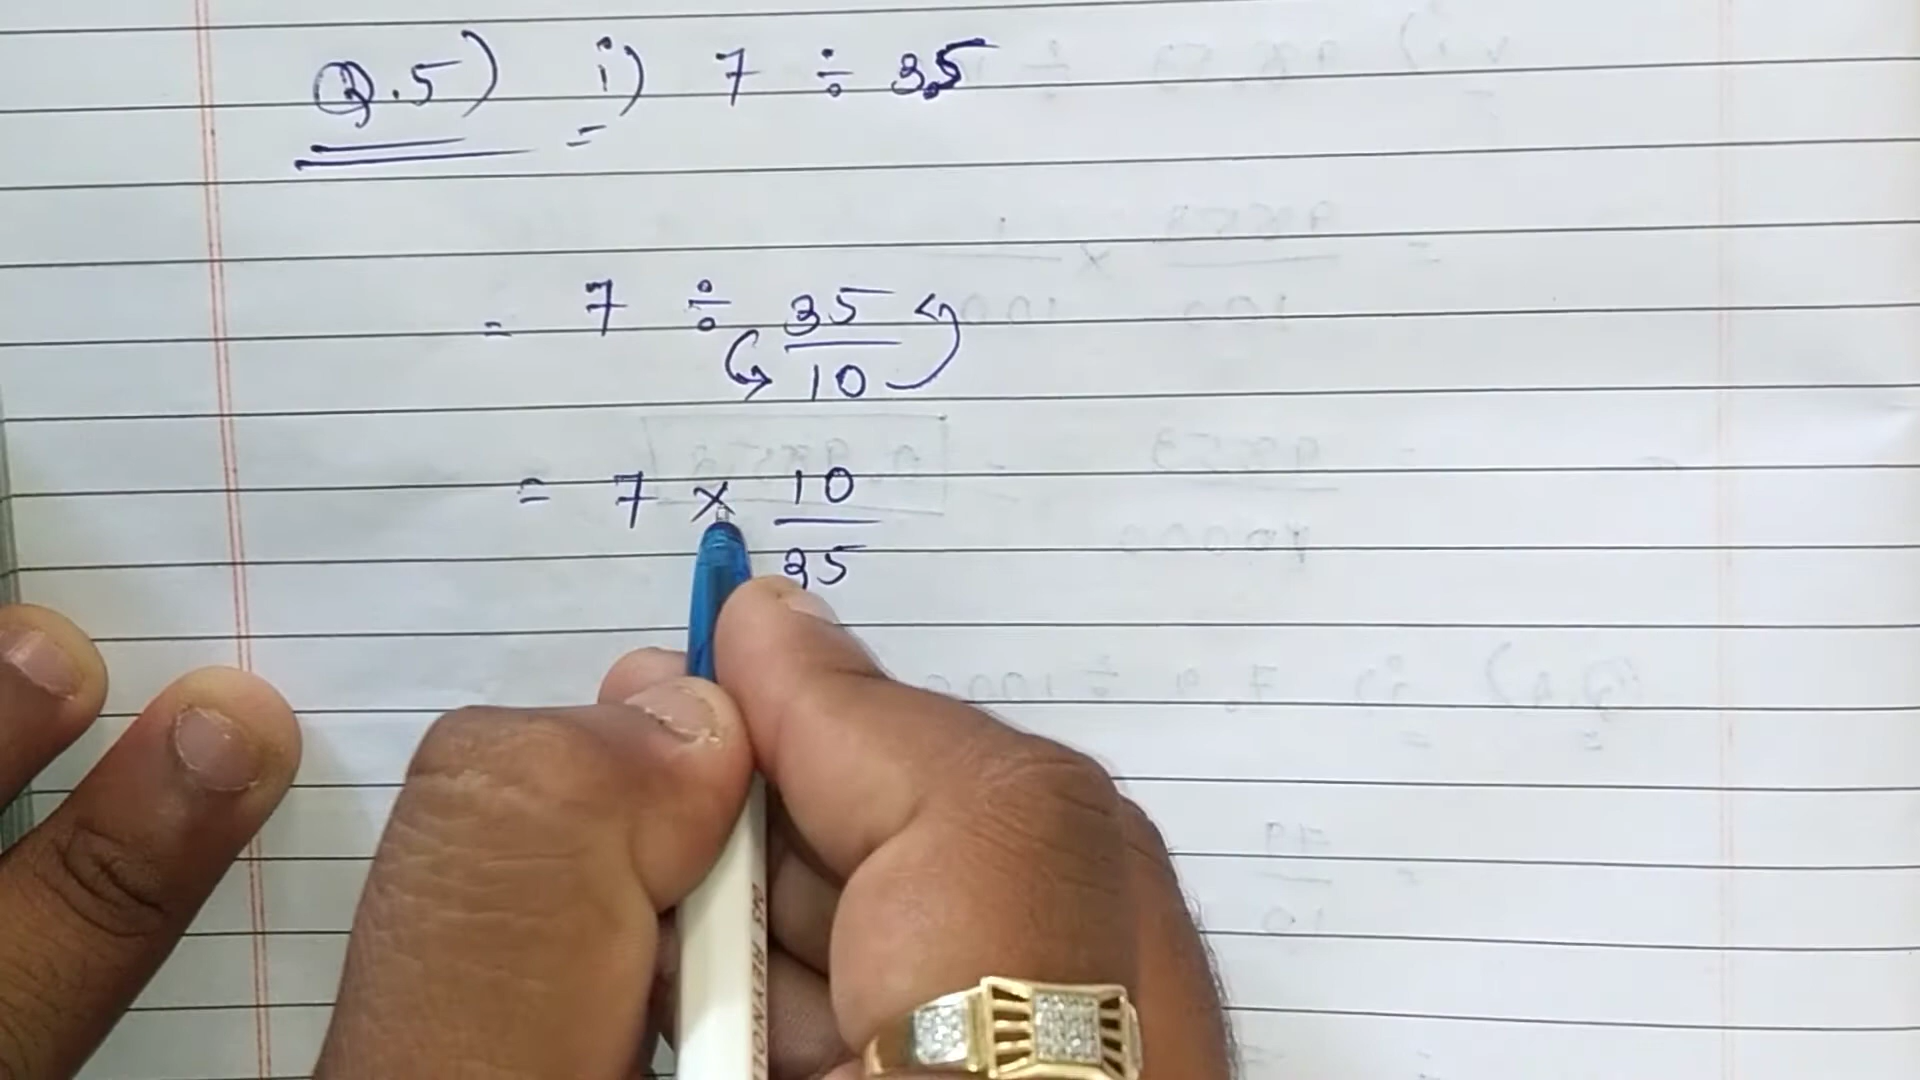 Q.5) i) 7 ÷ 3.5
= 7 ÷ 35/10
= 7 × 10/35